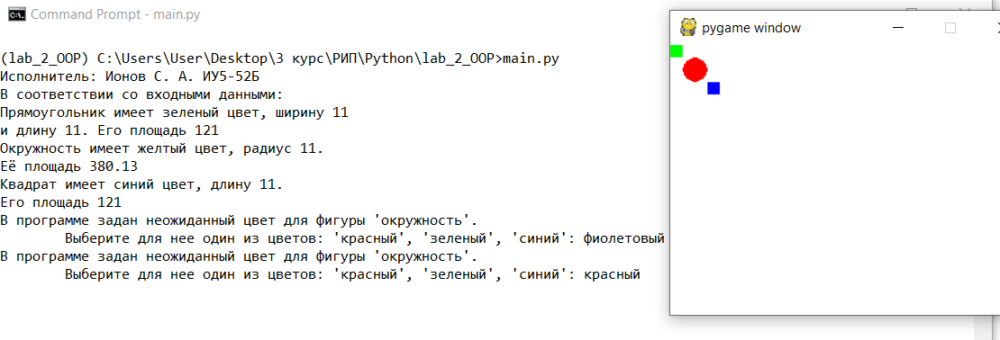 Command Prompt - main.py
pygame window
(lab_2_OOP) C:\Users\User\Desktop\3 курс\РИП\Python\lab_2_OOP>main.py
Исполнитель: Ионов С. А. ИУ5-52Б
В соответствии со входными данными:
Прямоугольник имеет зеленый цвет, ширину 11
и длину 11. Его площадь 121
Окружность имеет желтый цвет, радиус 11.
Её площадь 380.13
Квадрат имеет синий цвет, длину 11.
Его площадь 121
В программе задан неожиданный цвет для фигуры 'окружность'.
Выберите для нее один из цветов: 'красный', 'зеленый', 'синий': фиолетовый
В программе задан неожиданный цвет для фигуры 'окружность'.
Выберите для нее один из цветов: 'красный', 'зеленый', 'синий': красный